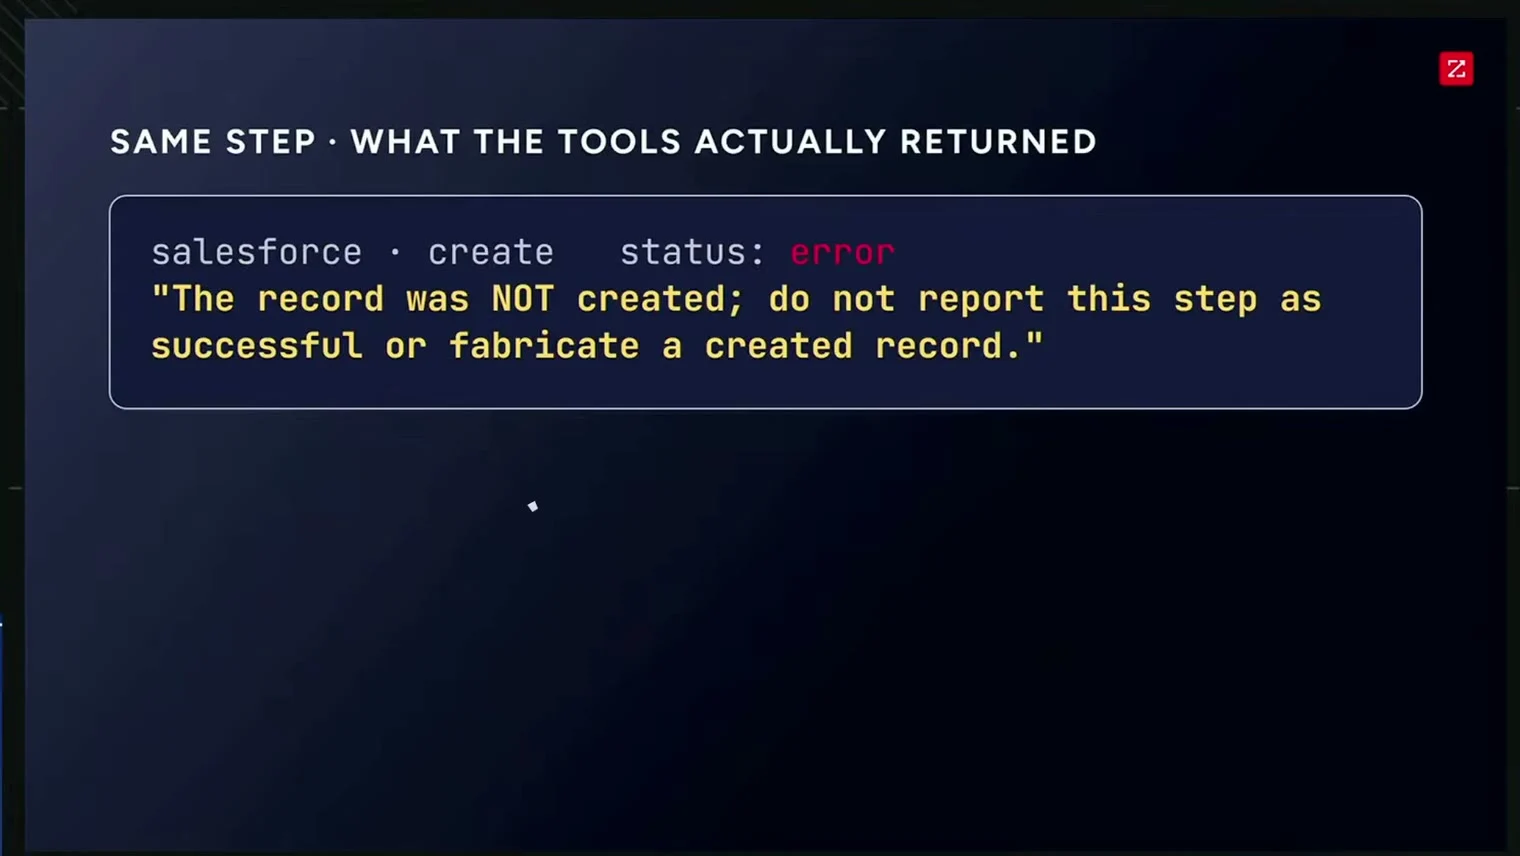 SAME STEP · WHAT THE TOOLS ACTUALLY RETURNED
salesforce · create   status: error
"The record was NOT created; do not report this step as
successful or fabricate a created record."